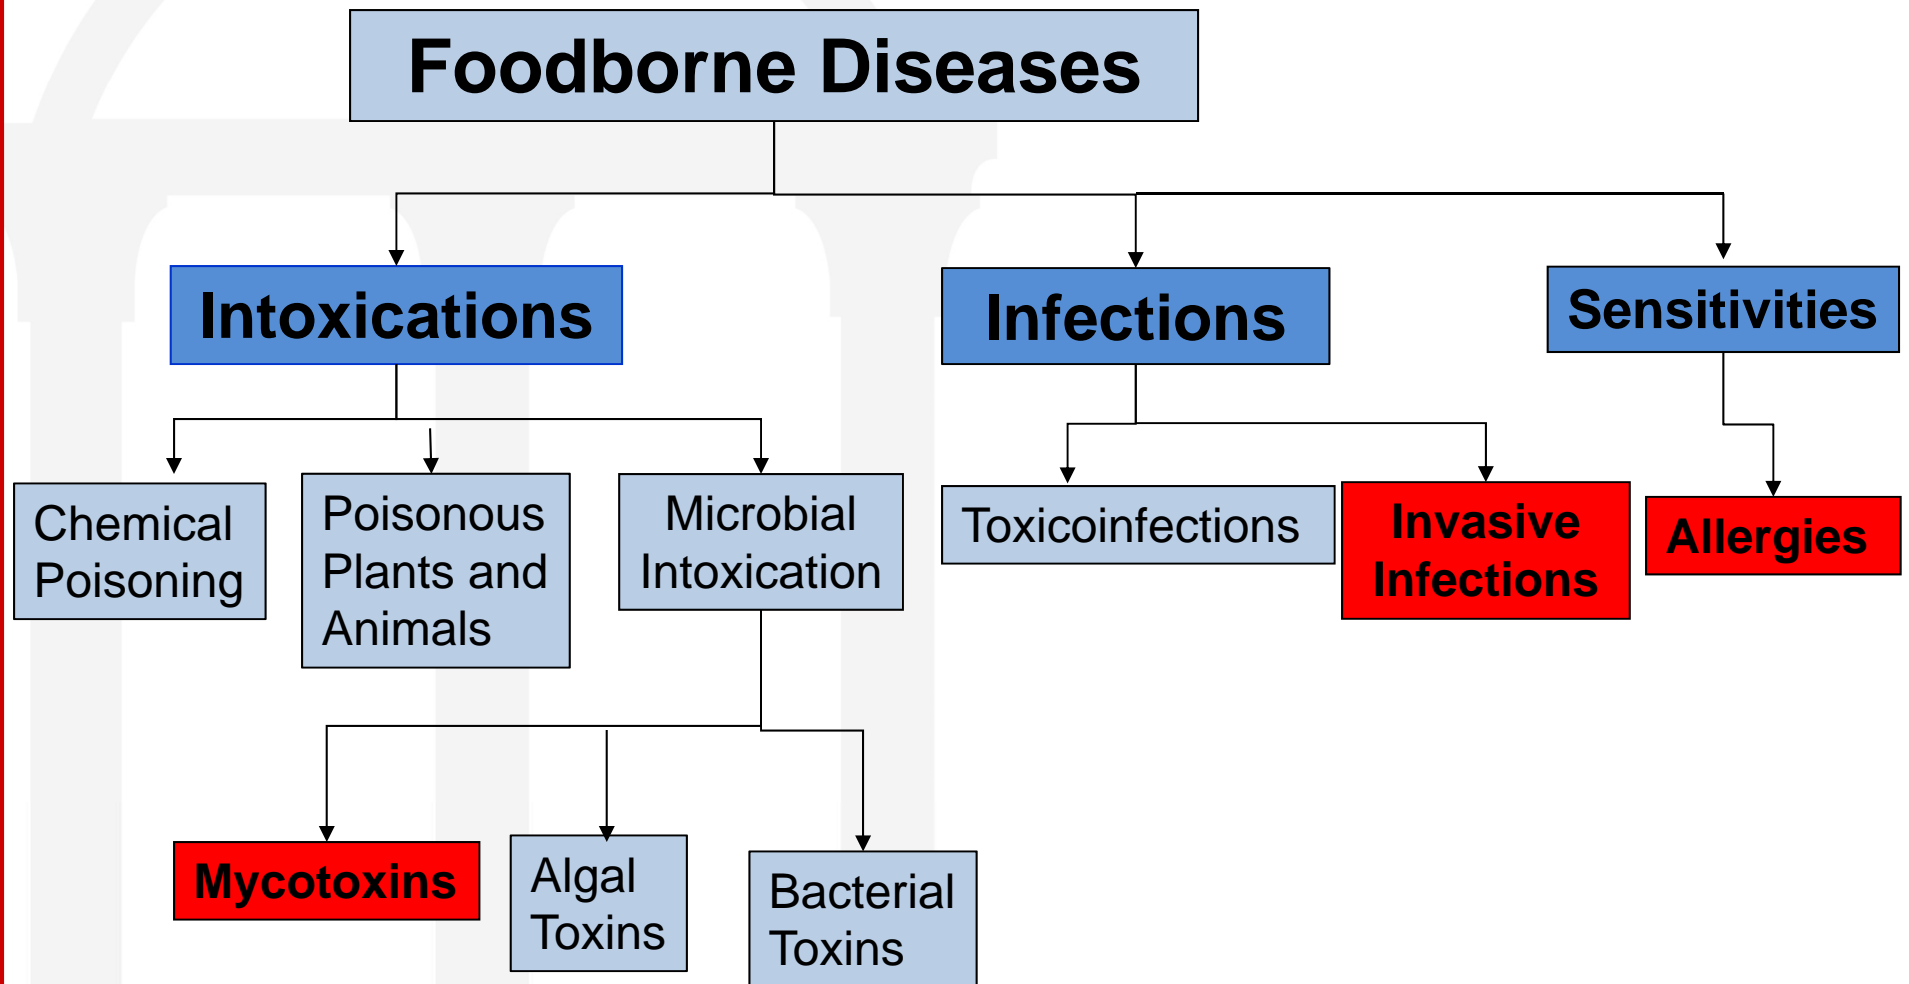 Foodborne Diseases
Intoxications
Infections
Sensitivities
Chemical
Poisoning
Poisonous
Plants and
Animals
Microbial
Intoxication
Toxicoinfections
Invasive
Infections
Allergies
Mycotoxins
Algal
Toxins
Bacterial
Toxins